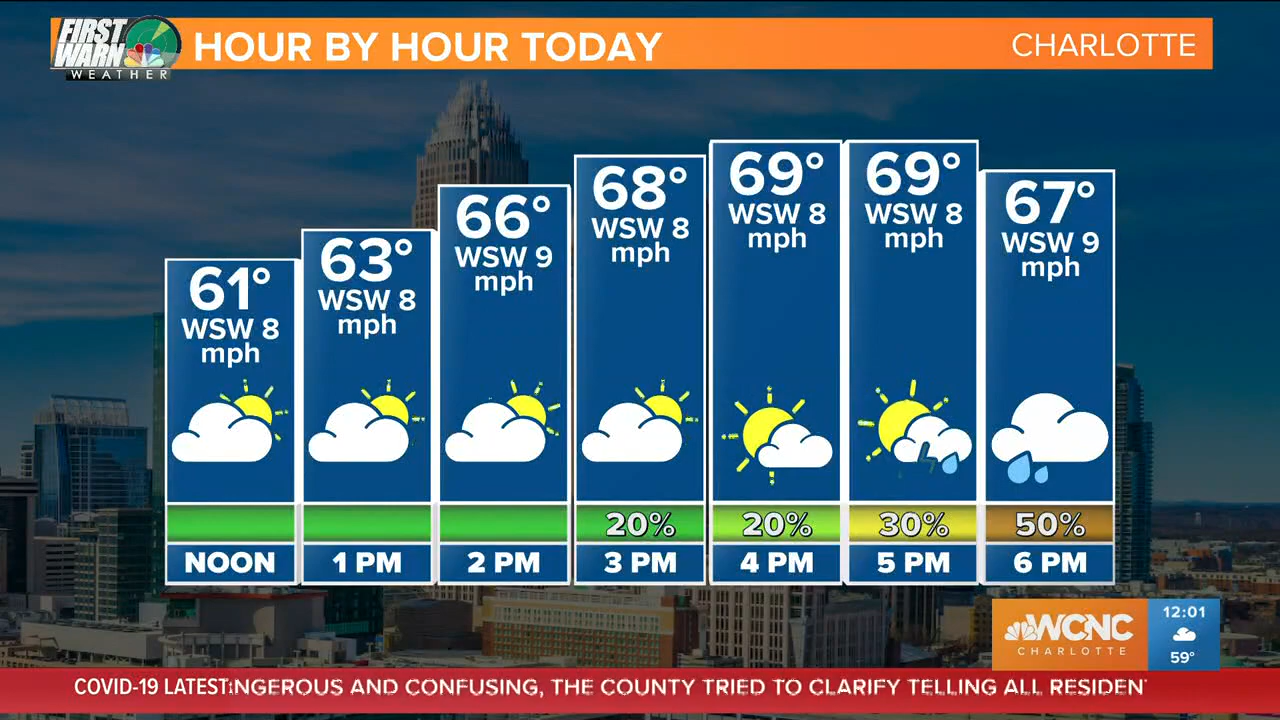 FIRST WARN WEATHER
HOUR BY HOUR TODAY
CHARLOTTE
61°
WSW 8
mph
NOON
63°
WSW 8
mph
1 PM
66°
WSW 9
mph
2 PM
68°
WSW 8
mph
20%
3 PM
69°
WSW 8
mph
20%
4 PM
69°
WSW 8
mph
30%
5 PM
67°
WSW 9
mph
50%
6 PM
WCNC
CHARLOTTE
12:01
59°
COVID-19 LATEST: NGEROUS AND CONFUSING, THE COUNTY TRIED TO CLARIFY TELLING ALL RESIDEN